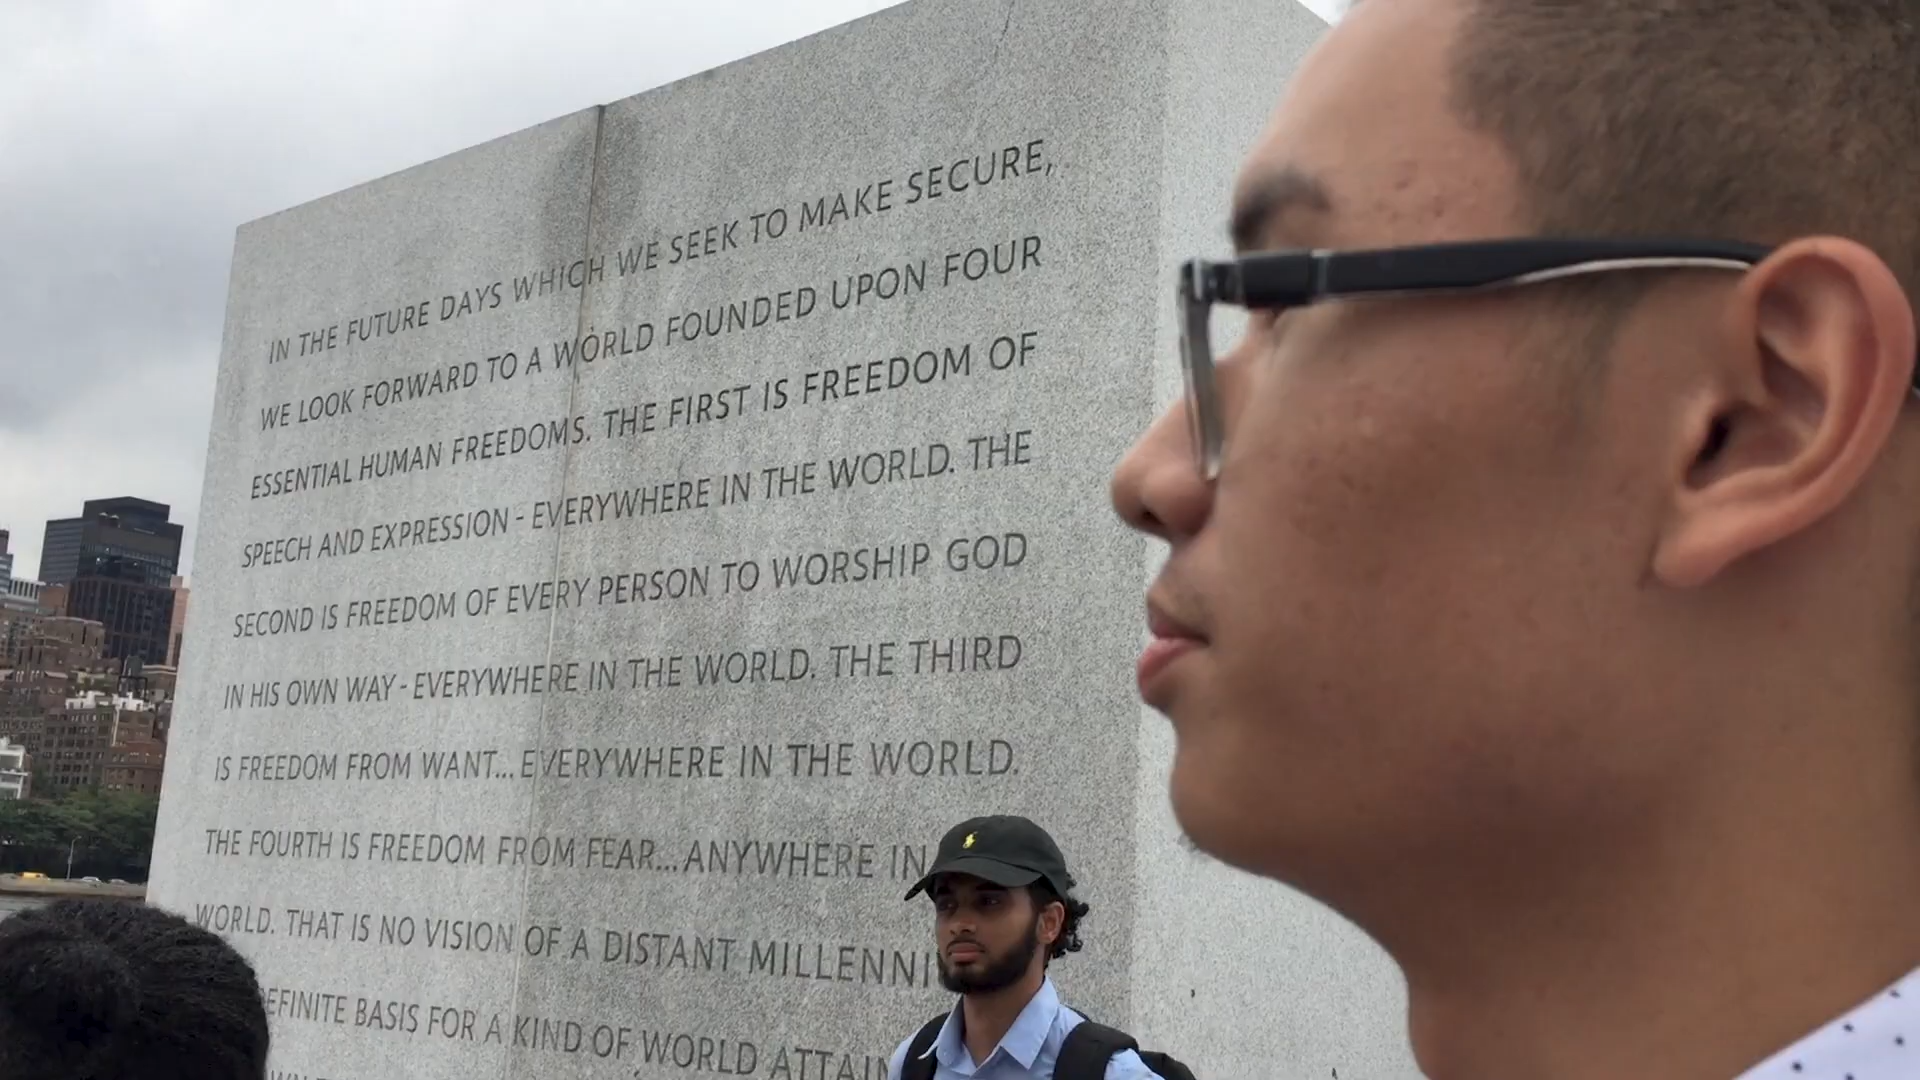 IN THE FUTURE DAYS WHICH WE SEEK TO MAKE SECURE,
WE LOOK FORWARD TO A WORLD FOUNDED UPON FOUR
ESSENTIAL HUMAN FREEDOMS. THE FIRST IS FREEDOM OF
SPEECH AND EXPRESSION - EVERYWHERE IN THE WORLD. THE
SECOND IS FREEDOM OF EVERY PERSON TO WORSHIP GOD
IN HIS OWN WAY - EVERYWHERE IN THE WORLD. THE THIRD
IS FREEDOM FROM WANT... EVERYWHERE IN THE WORLD.
THE FOURTH IS FREEDOM FROM FEAR... ANYWHERE IN
WORLD. THAT IS NO VISION OF A DISTANT MILLENNI
EFINITE BASIS FOR A KIND OF WORLD ATTAIN